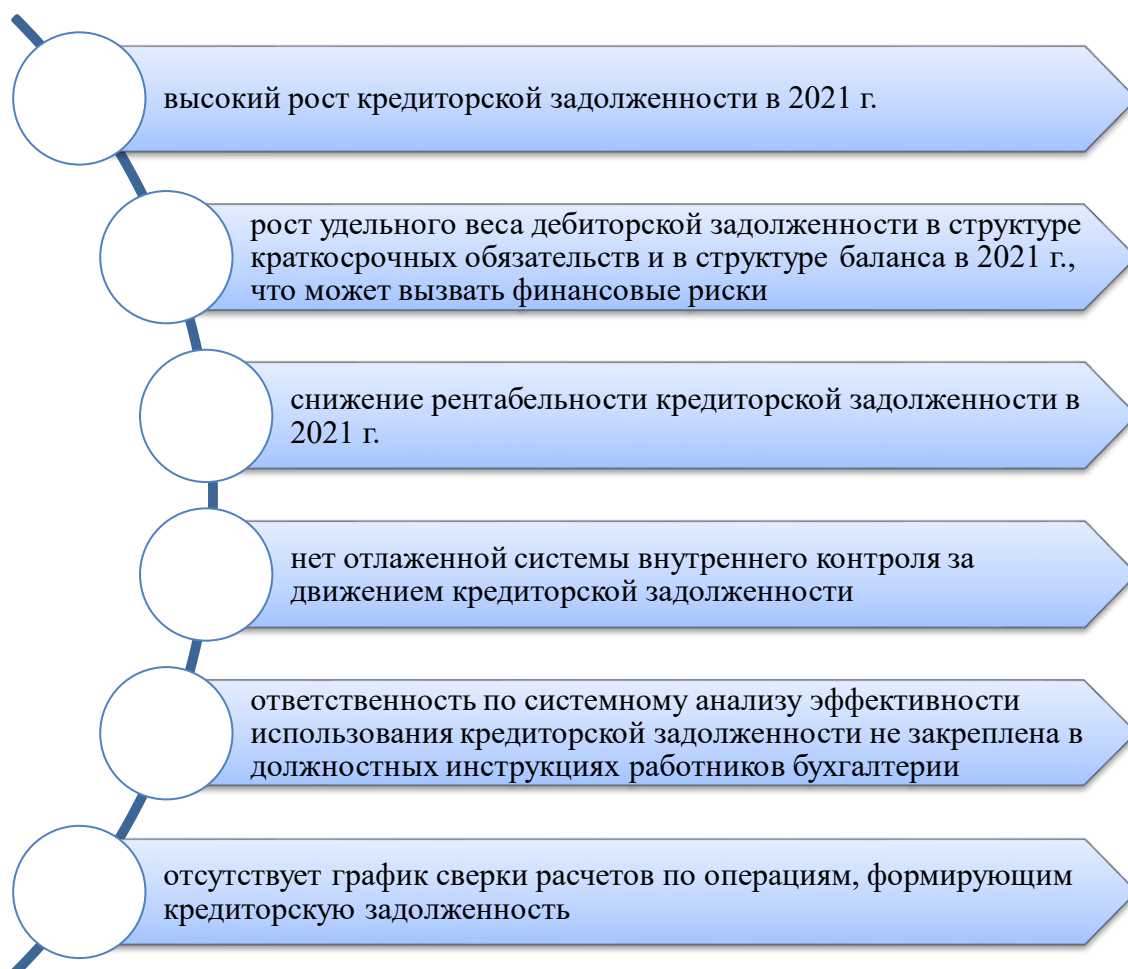 высокий рост кредиторской задолженности в 2021 г.
рост удельного веса дебиторской задолженности в структуре
краткосрочных обязательств и в структуре баланса в 2021 г.,
что может вызвать финансовые риски
снижение рентабельности кредиторской задолженности в
2021 г.
нет отлаженной системы внутреннего контроля за
движением кредиторской задолженности
ответственность по системному анализу эффективности
использования кредиторской задолженности не закреплена в
должностных инструкциях работников бухгалтерии
отсутствует график сверки расчетов по операциям, формирующим
кредиторскую задолженность